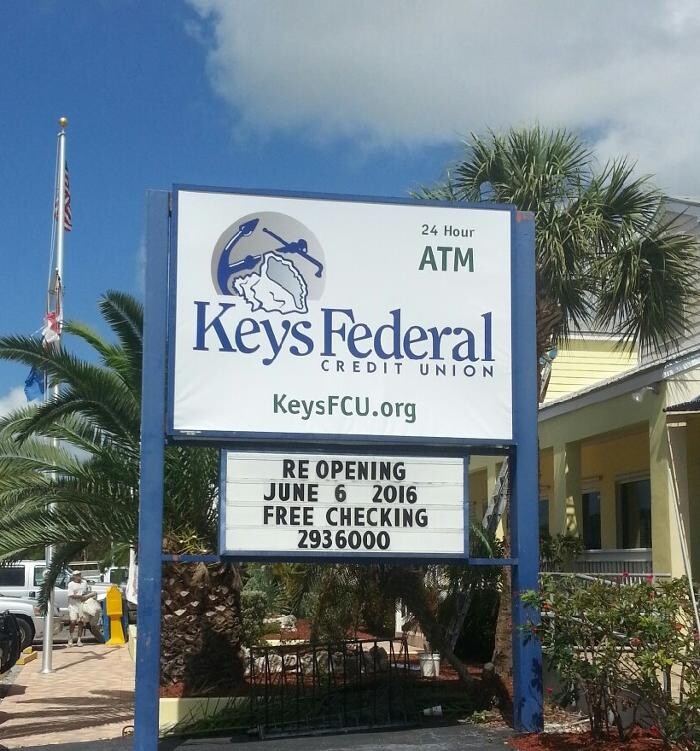 24 Hour
ATM
Keys Federal
CREDIT UNION
KeysFCU.org
RE OPENING
JUNE 6 2016
FREE CHECKING
2936000